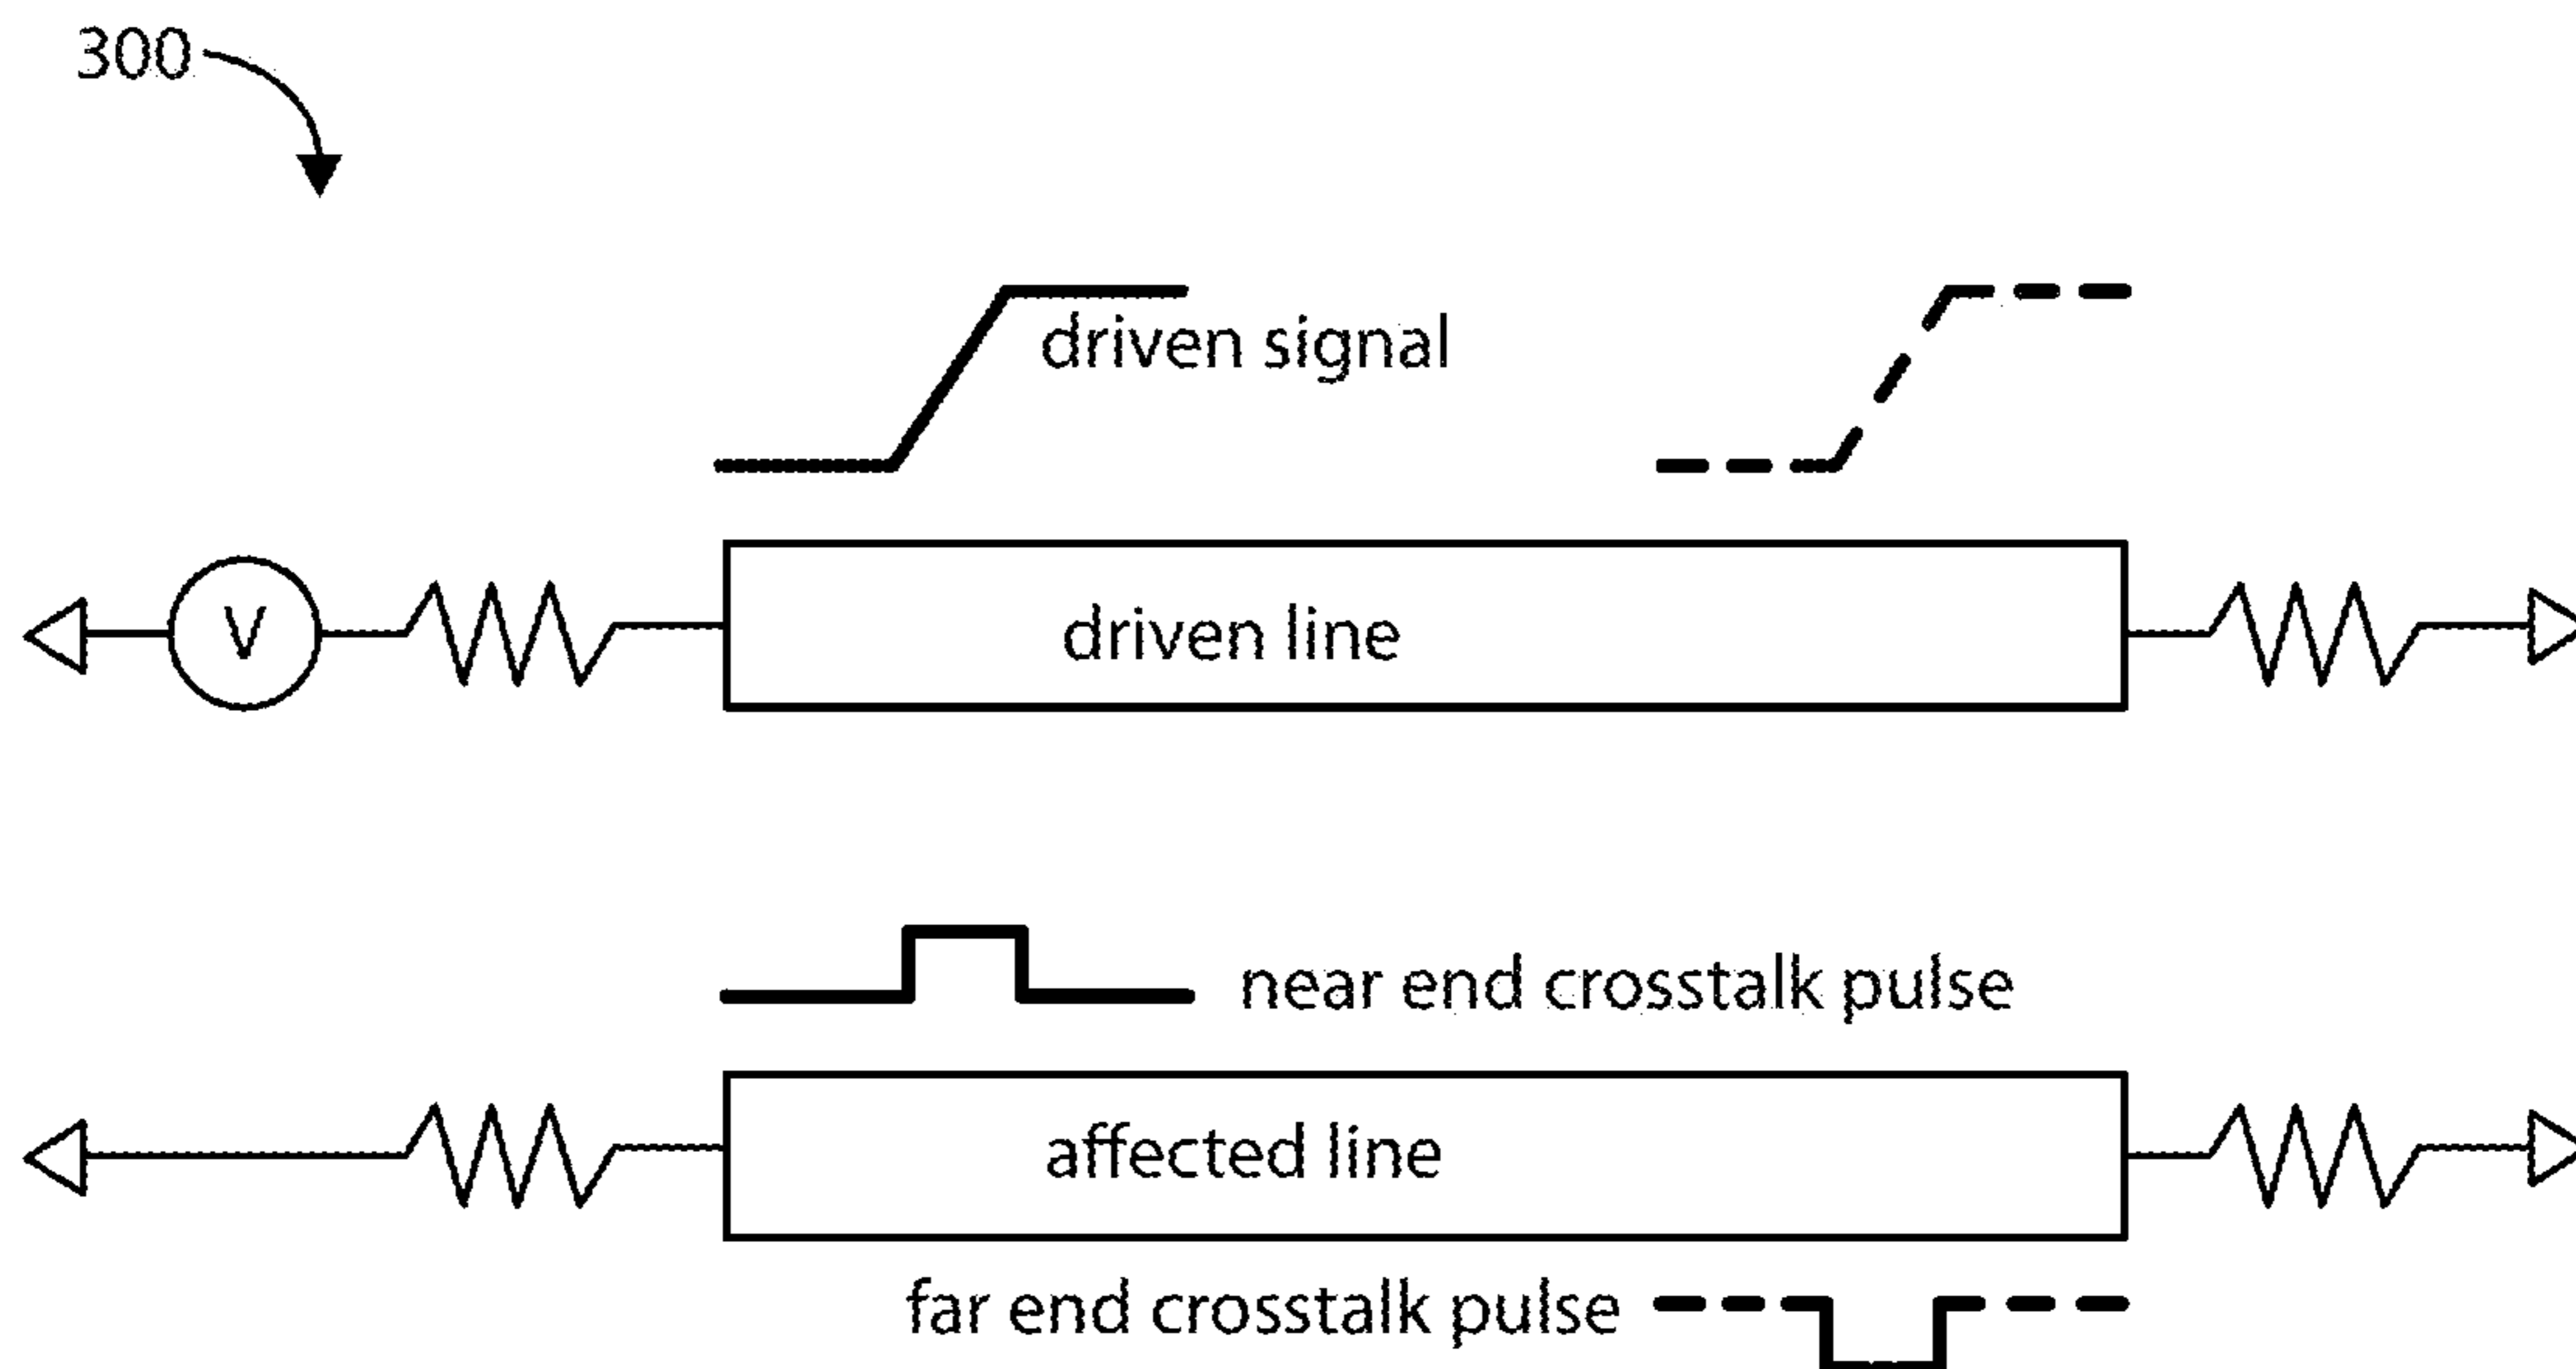 300
driven signal
V
driven line
near end crosstalk pulse
affected line
far end crosstalk pulse